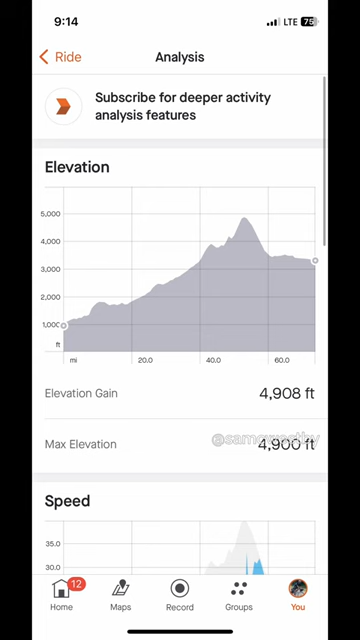 9:14
LTE 75
Ride
Analysis
Subscribe for deeper activity
analysis features
Elevation
5,000
4,000
3,000
2,000
1,000
ft
mi 20.0 40.0 60.0
Elevation Gain 4,908 ft
Max Elevation 4,900 ft
Speed
35.0
30.0
12
Home Maps Record Groups You